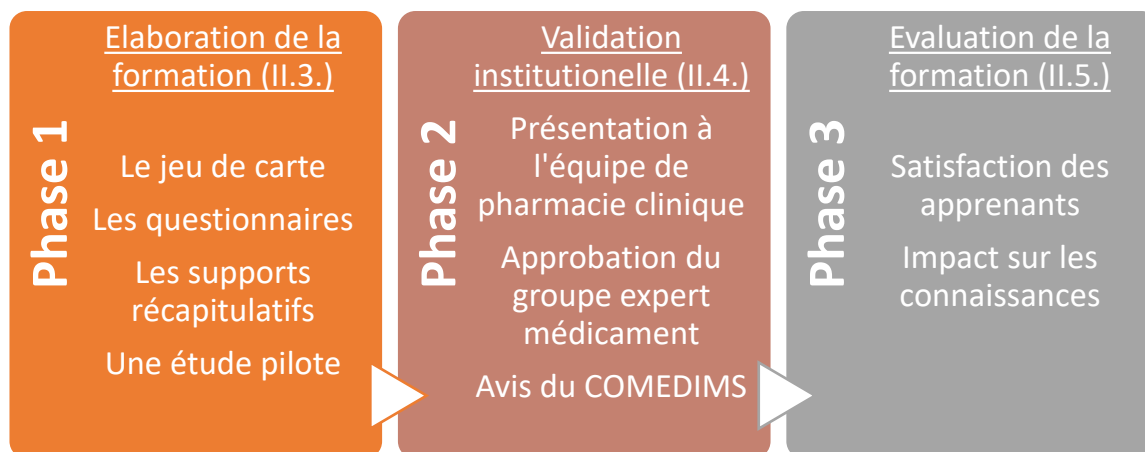 Phase 1
Elaboration de la
formation (II.3.)
Le jeu de carte
Les questionnaires
Les supports
récapitulatifs
Une étude pilote
Phase 2
Validation
institutionelle (II.4.)
Présentation à
l'équipe de
pharmacie clinique
Approbation du
groupe expert
médicament
Avis du COMEDIMS
Phase 3
Evaluation de la
formation (II.5.)
Satisfaction des
apprenants
Impact sur les
connaissances